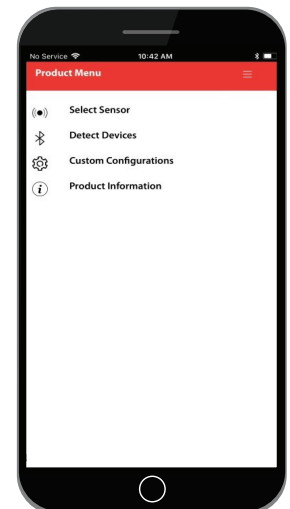 No Service 10:42 AM
Product Menu
Select Sensor
Detect Devices
Custom Configurations
Product Information